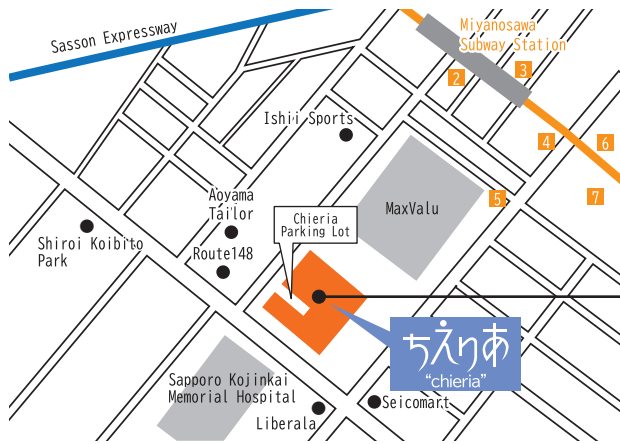 Sasson Expressway
Miyanosawa
Subway Station
2
3
4
6
5
7
Ishii Sports
MaxValu
Aoyama
Tailor
Chieria
Parking Lot
Shiroi Koibito
Park
Route148
ちえりあ
"chieria"
Sapporo Kojinkai
Memorial Hospital
Seicomart
Liberala